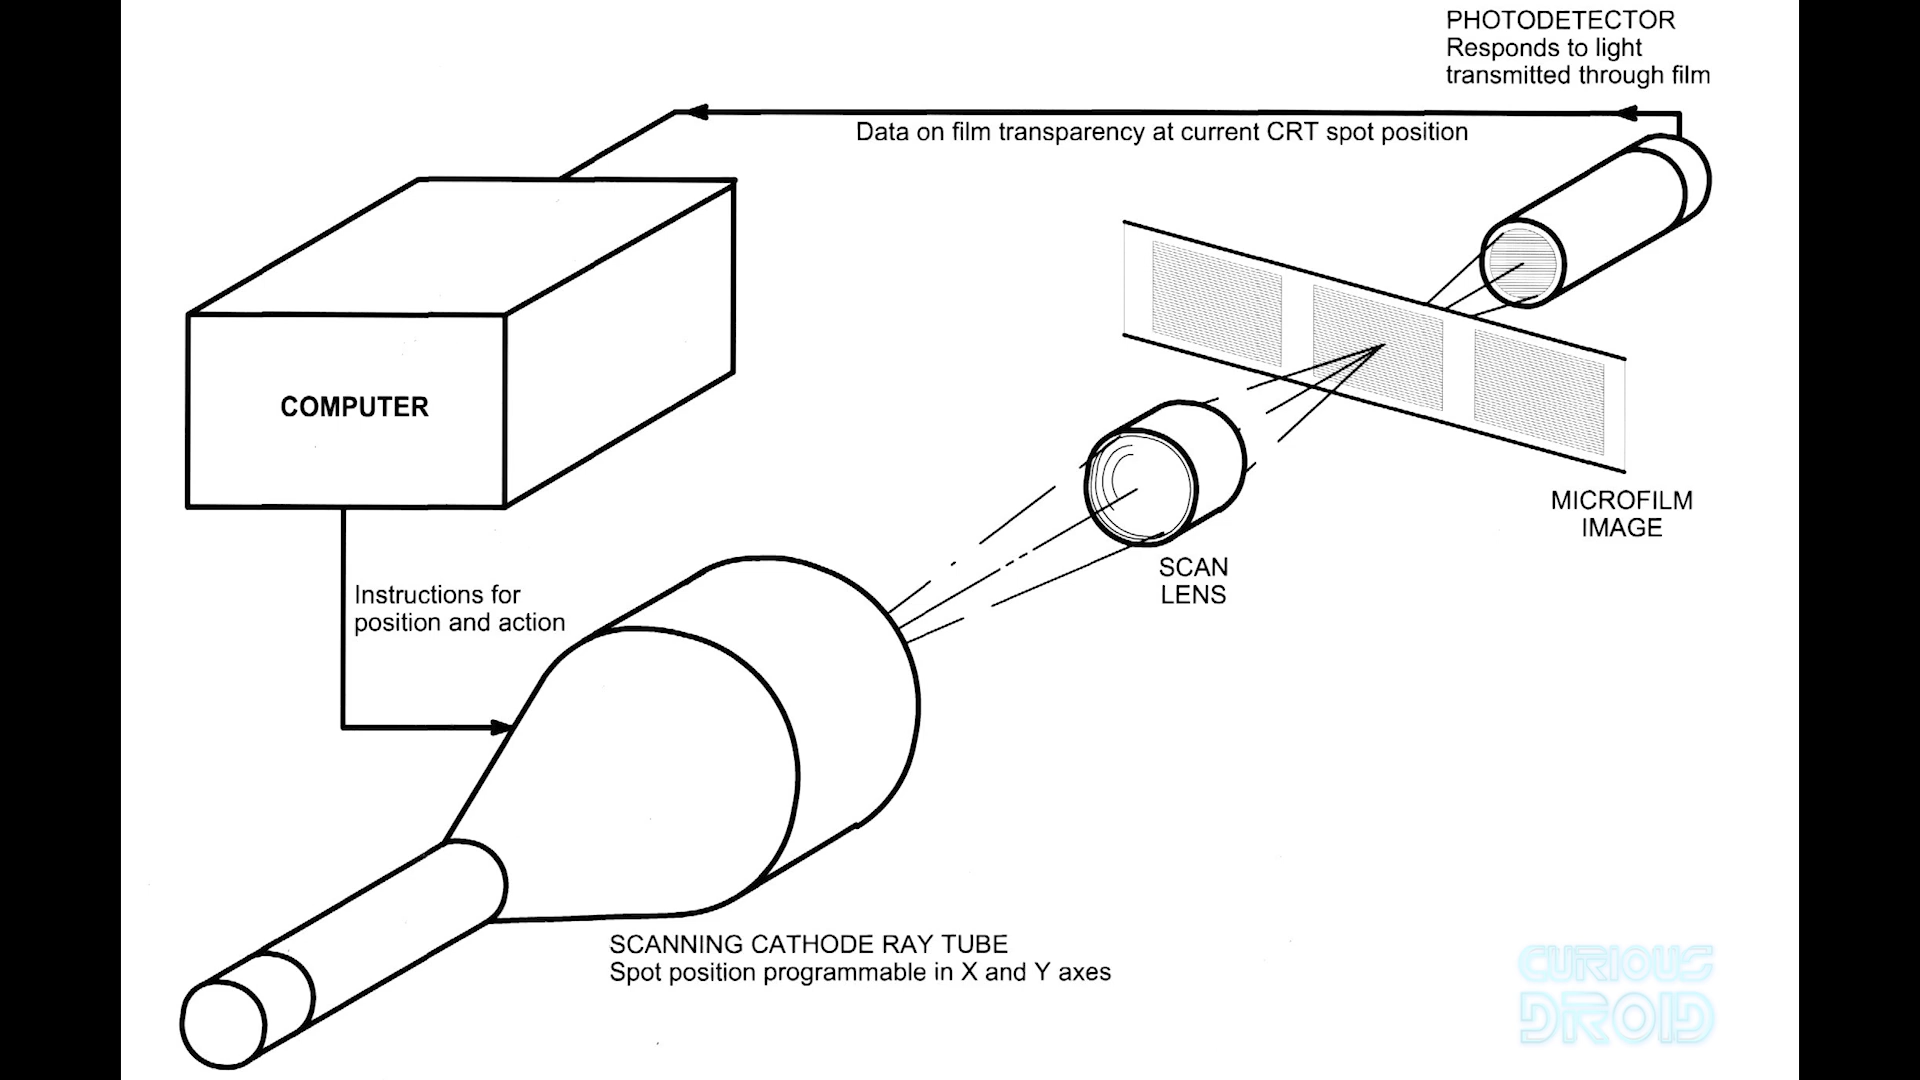 PHOTODETECTOR
Responds to light
transmitted through film
Data on film transparency at current CRT spot position
COMPUTER
MICROFILM
IMAGE
SCAN
LENS
Instructions for
position and action
SCANNING CATHODE RAY TUBE
Spot position programmable in X and Y axes
CURIOUS
DROID